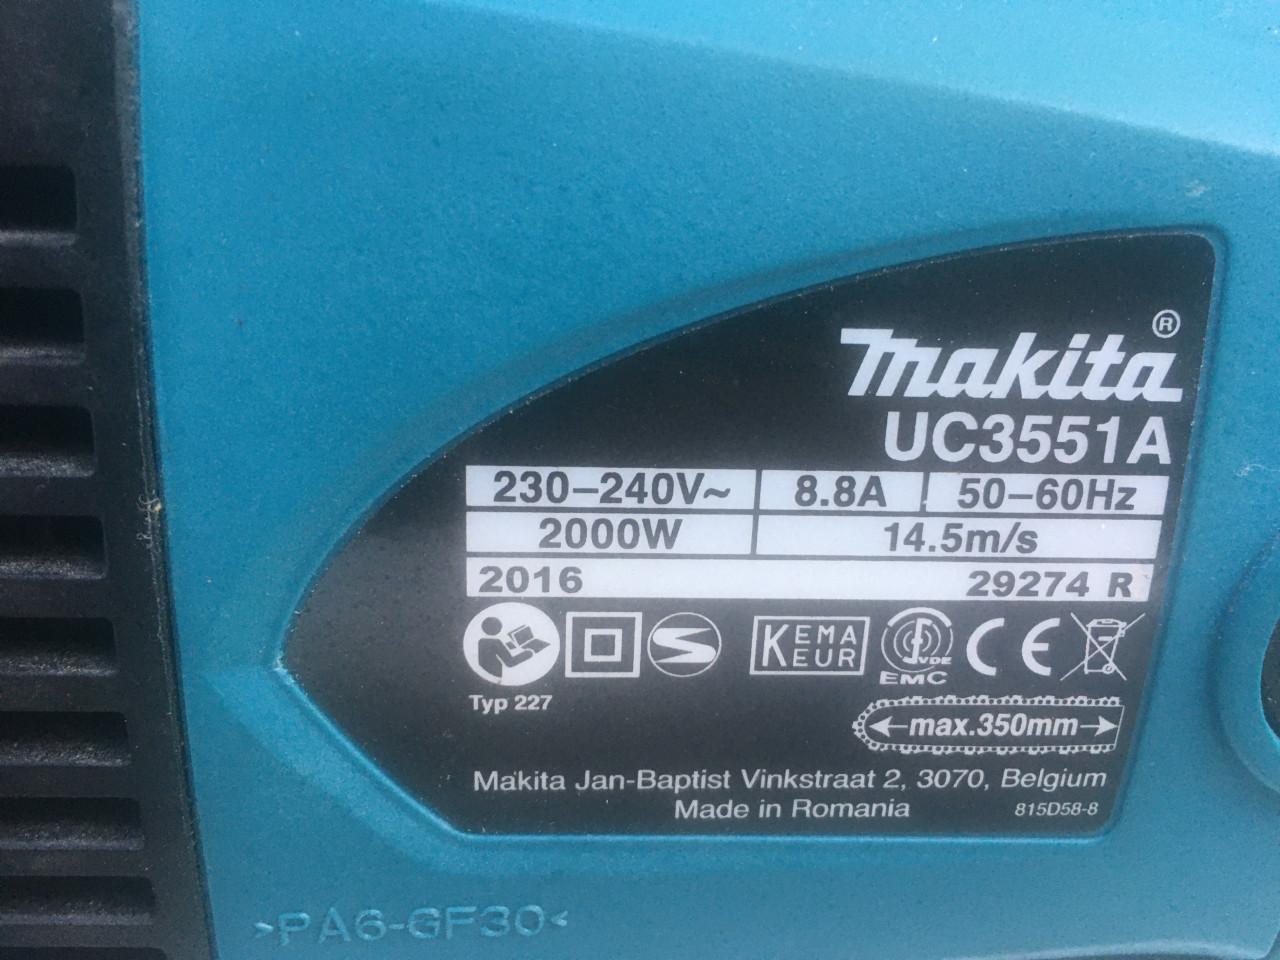 makita®
UC3551A
230–240V~ 8.8A 50–60Hz
2000W 14.5m/s
2016 29274 R
KEMA
KEUR
VDE
EMC
CE
Typ 227
max.350mm
Makita Jan-Baptist Vinkstraat 2, 3070, Belgium
Made in Romania 815D58-8
>PA6-GF30<